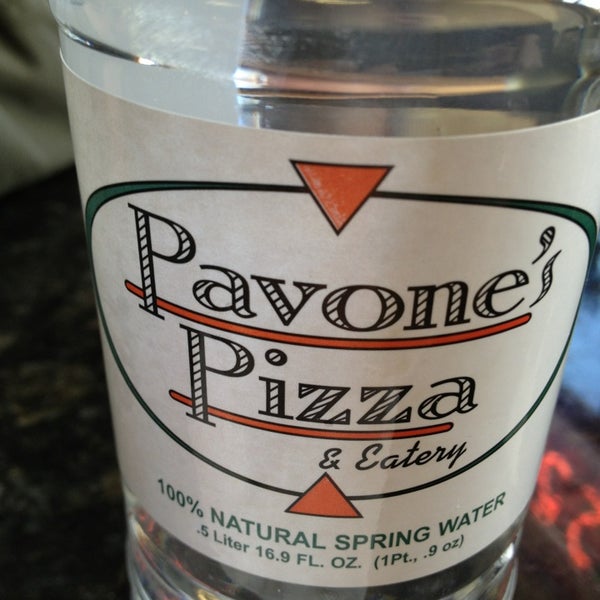 Pavone's
Pizza
& Eatery
100% NATURAL SPRING WATER
.5 Liter 16.9 FL. OZ. (1Pt., .9 oz)